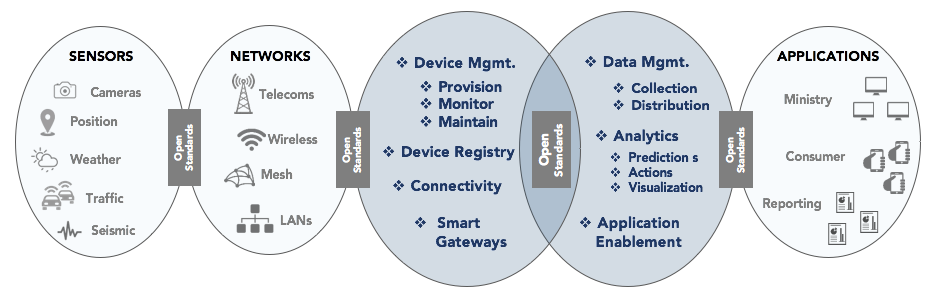 SENSORS
Cameras
Position
Weather
Traffic
Seismic
Open
Standards
NETWORKS
Telecoms
Wireless
Mesh
LANs
Open
Standards
❖ Device Mgmt.
❖ Provision
❖ Monitor
❖ Maintain
❖ Device Registry
❖ Connectivity
❖ Smart
Gateways
Open
Standards
❖ Data Mgmt.
❖ Collection
❖ Distribution
❖ Analytics
❖ Prediction s
❖ Actions
❖ Visualization
❖ Application
Enablement
Open
Standards
APPLICATIONS
Ministry
Consumer
Reporting